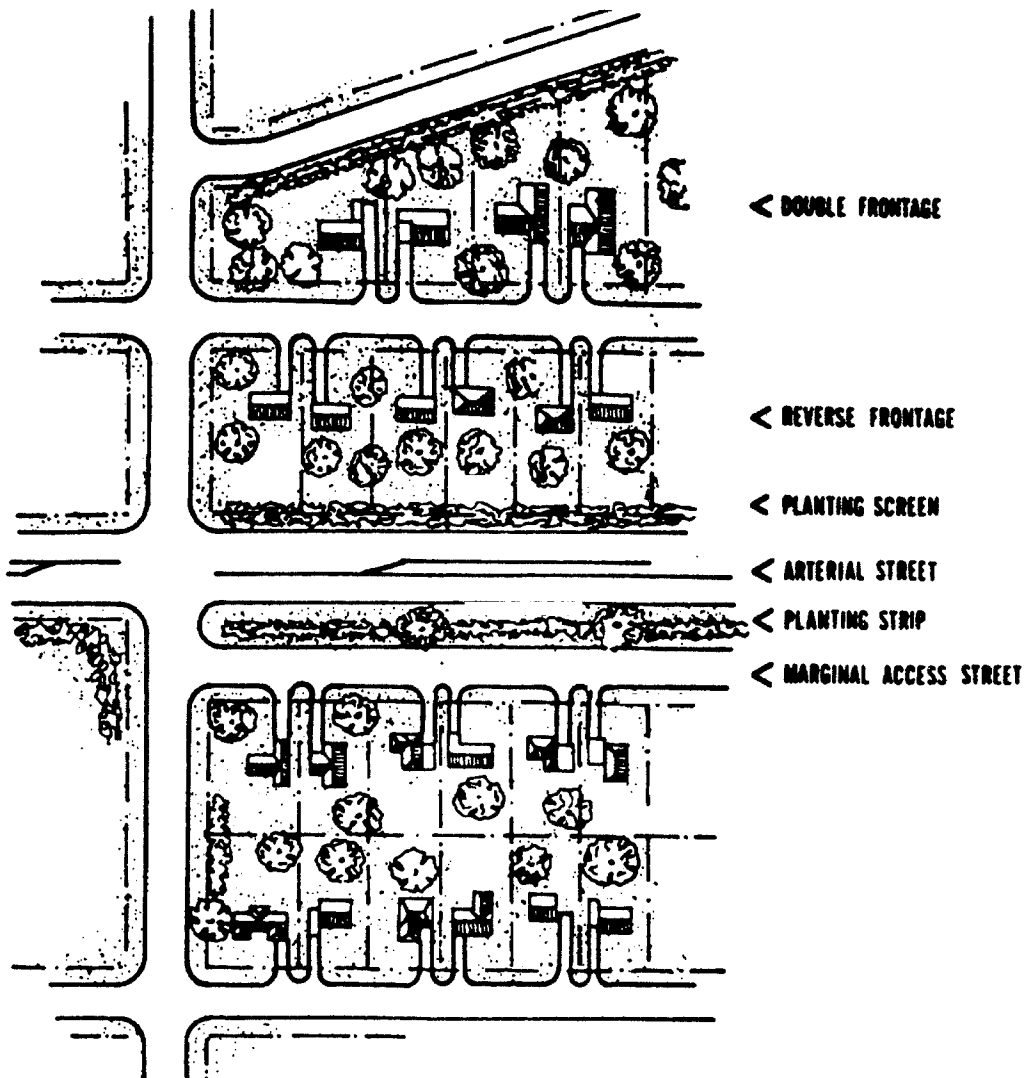 < DOUBLE FRONTAGE
< REVERSE FRONTAGE
< PLANTING SCREEN
< ARTERIAL STREET
< PLANTING STRIP
< MARGINAL ACCESS STREET